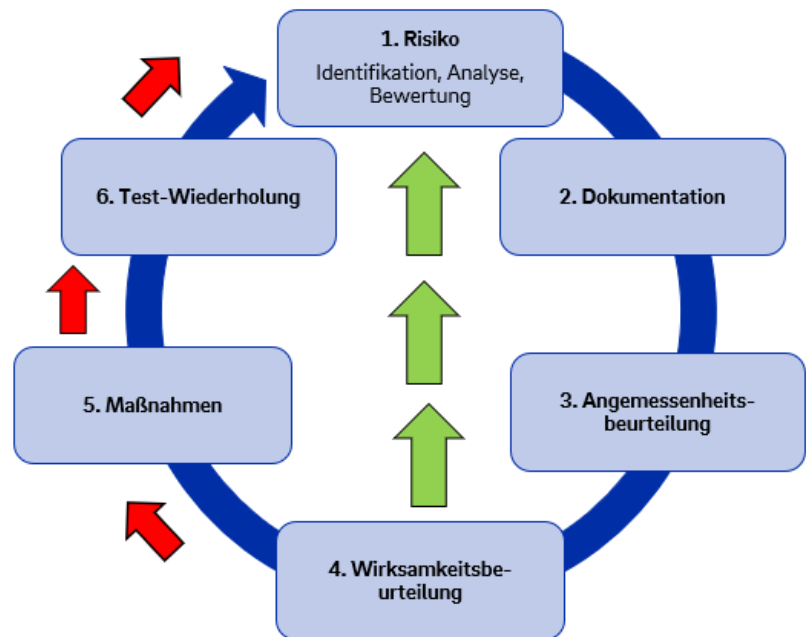 1. Risiko
Identifikation, Analyse,
Bewertung
2. Dokumentation
3. Angemessenheits-
beurteilung
4. Wirksamkeitsbe-
urteilung
5. Maßnahmen
6. Test-Wiederholung